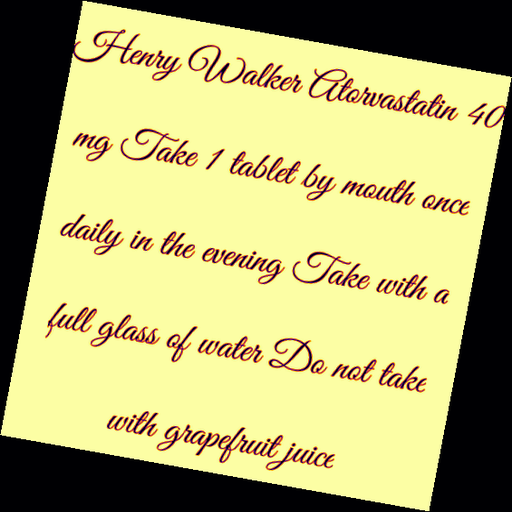 Henry Walker Atorvastatin 40
mg Take 1 tablet by mouth once
daily in the evening Take with a
full glass of water Do not take
with grapefruit juice